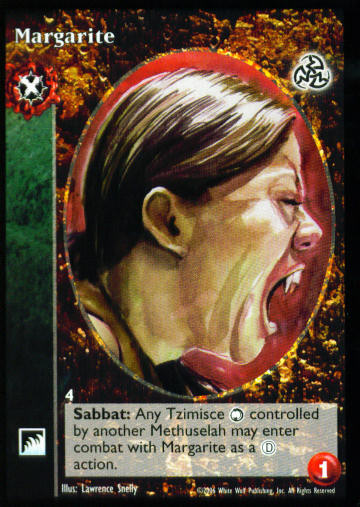 Margarite
4
Sabbat: Any Tzimisce controlled
by another Methuselah may enter
combat with Margarite as a Ⓓ
action.
1
Illus: Lawrence Snelly
©2006 White Wolf Publishing, Inc. All Rights Reserved